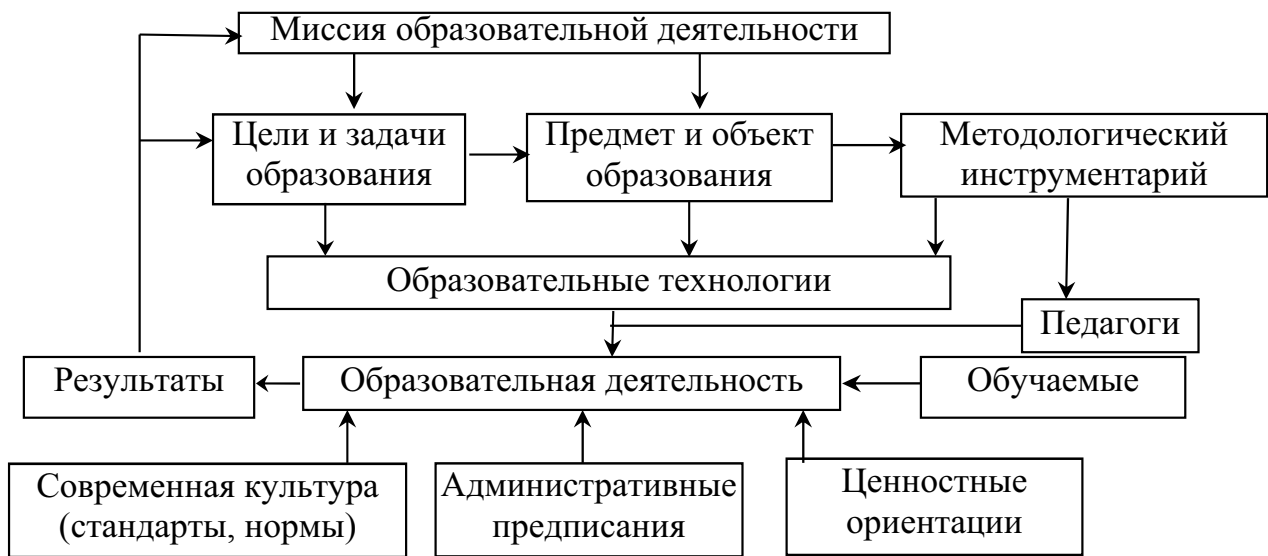 Миссия образовательной деятельности
Цели и задачи
образования
Предмет и объект
образования
Методологический
инструментарий
Образовательные технологии
Педагоги
Результаты
Образовательная деятельность
Обучаемые
Современная культура
(стандарты, нормы)
Административные
предписания
Ценностные
ориентации